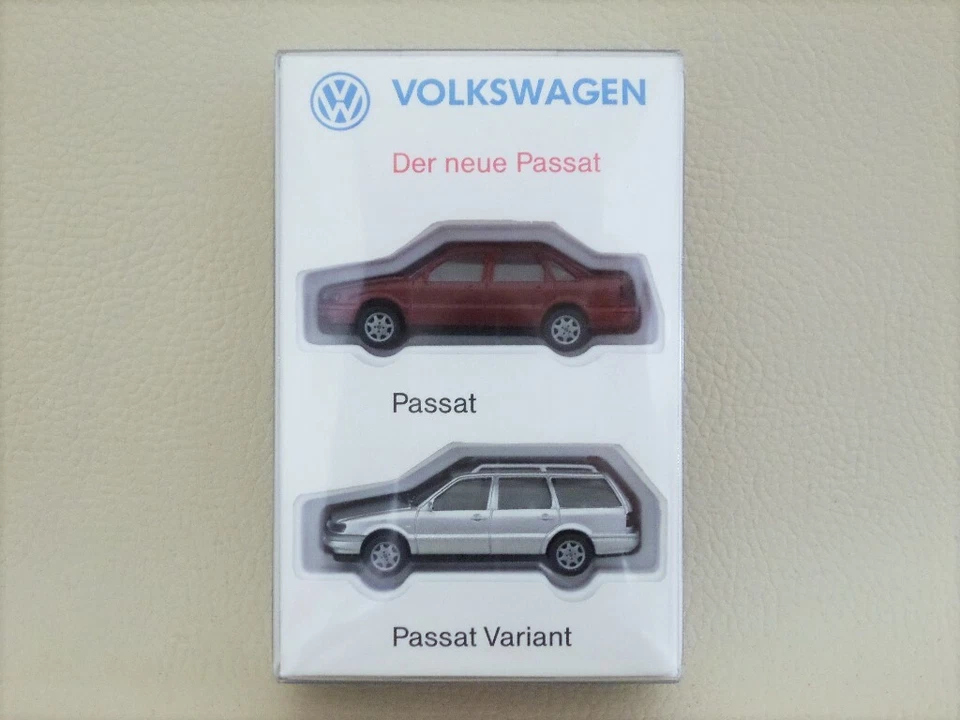 VOLKSWAGEN
Der neue Passat
Passat
Passat Variant